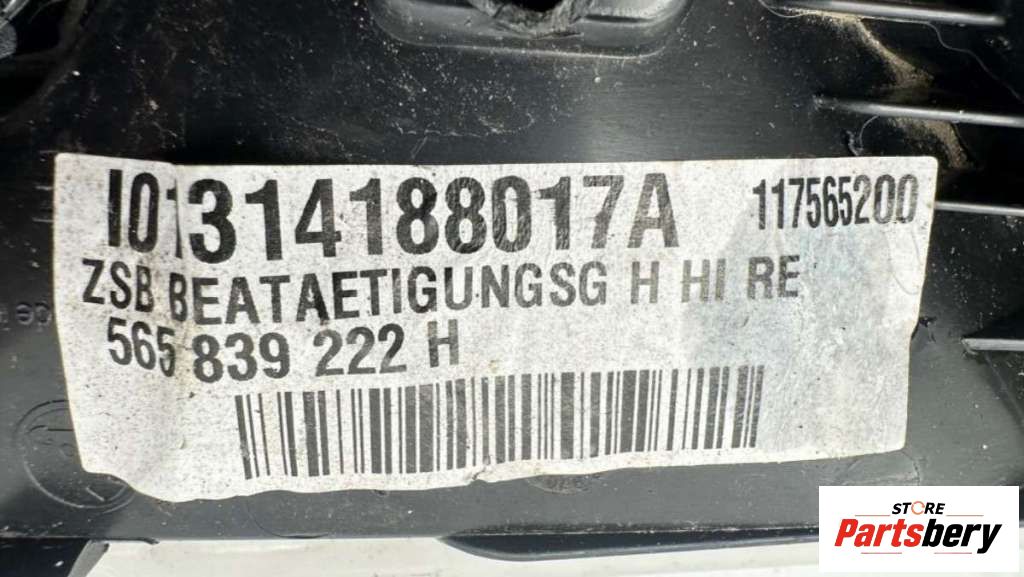 I01314188017A 117565200
ZSB BEATAETIGUNGSG H HI RE
565 839 222 H
STORE
Partsbery